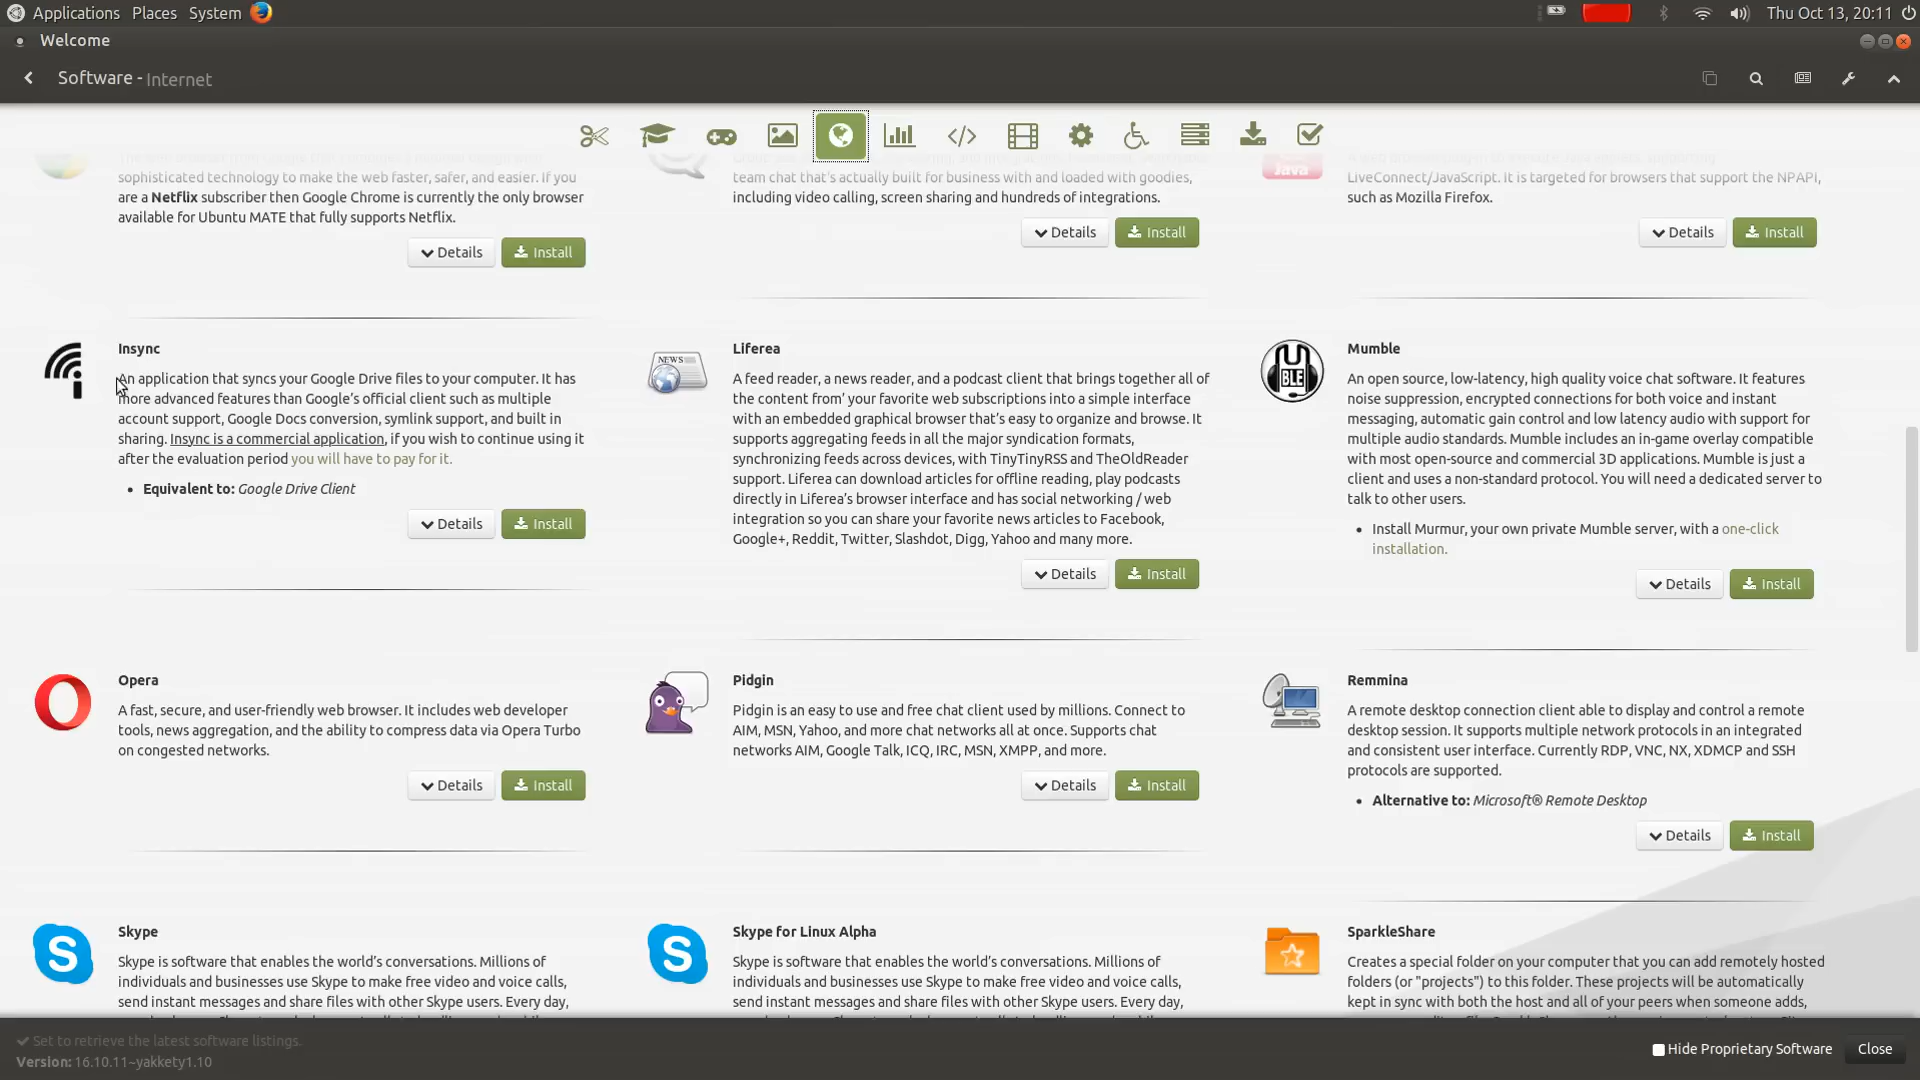 Applications Places System
Thu Oct 13, 20:11
Welcome
Software - Internet
sophisticated technology to make the web faster, safer, and easier. If you
are a Netflix subscriber then Google Chrome is currently the only browser
available for Ubuntu MATE that fully supports Netflix.
Details Install
team chat that's actually built for business with and loaded with goodies,
including video calling, screen sharing and hundreds of integrations.
Details Install
Java
LiveConnect/JavaScript. It is targeted for browsers that support the NPAPI,
such as Mozilla Firefox.
Details Install
Insync
An application that syncs your Google Drive files to your computer. It has
more advanced features than Google's official client such as multiple
account support, Google Docs conversion, symlink support, and built in
sharing. Insync is a commercial application, if you wish to continue using it
after the evaluation period you will have to pay for it.
• Equivalent to: Google Drive Client
Details Install
NEWS
Liferea
A feed reader, a news reader, and a podcast client that brings together all of
the content from' your favorite web subscriptions into a simple interface
with an embedded graphical browser that's easy to organize and browse. It
supports aggregating feeds in all the major syndication formats,
synchronizing feeds across devices, with TinyTinyRSS and TheOldReader
support. Liferea can download articles for offline reading, play podcasts
directly in Liferea's browser interface and has social networking / web
integration so you can share your favorite news articles to Facebook,
Google+, Reddit, Twitter, Slashdot, Digg, Yahoo and many more.
Details Install
Mumble
An open source, low-latency, high quality voice chat software. It features
noise suppression, encrypted connections for both voice and instant
messaging, automatic gain control and low latency audio with support for
multiple audio standards. Mumble includes an in-game overlay compatible
with most open-source and commercial 3D applications. Mumble is just a
client and uses a non-standard protocol. You will need a dedicated server to
talk to other users.
• Install Murmur, your own private Mumble server, with a one-click
installation.
Details Install
Opera
A fast, secure, and user-friendly web browser. It includes web developer
tools, news aggregation, and the ability to compress data via Opera Turbo
on congested networks.
Details Install
Pidgin
Pidgin is an easy to use and free chat client used by millions. Connect to
AIM, MSN, Yahoo, and more chat networks all at once. Supports chat
networks AIM, Google Talk, ICQ, IRC, MSN, XMPP, and more.
Details Install
Remmina
A remote desktop connection client able to display and control a remote
desktop session. It supports multiple network protocols in an integrated
and consistent user interface. Currently RDP, VNC, NX, XDMCP and SSH
protocols are supported.
• Alternative to: Microsoft® Remote Desktop
Details Install
Skype
Skype is software that enables the world's conversations. Millions of
individuals and businesses use Skype to make free video and voice calls,
send instant messages and share files with other Skype users. Every day,
Skype for Linux Alpha
Skype is software that enables the world's conversations. Millions of
individuals and businesses use Skype to make free video and voice calls,
send instant messages and share files with other Skype users. Every day,
SparkleShare
Creates a special folder on your computer that you can add remotely hosted
folders (or "projects") to this folder. These projects will be automatically
kept in sync with both the host and all of your peers when someone adds,
Set to retrieve the latest software listings.
Version: 16.10.11~yakkety1.10
Hide Proprietary Software Close